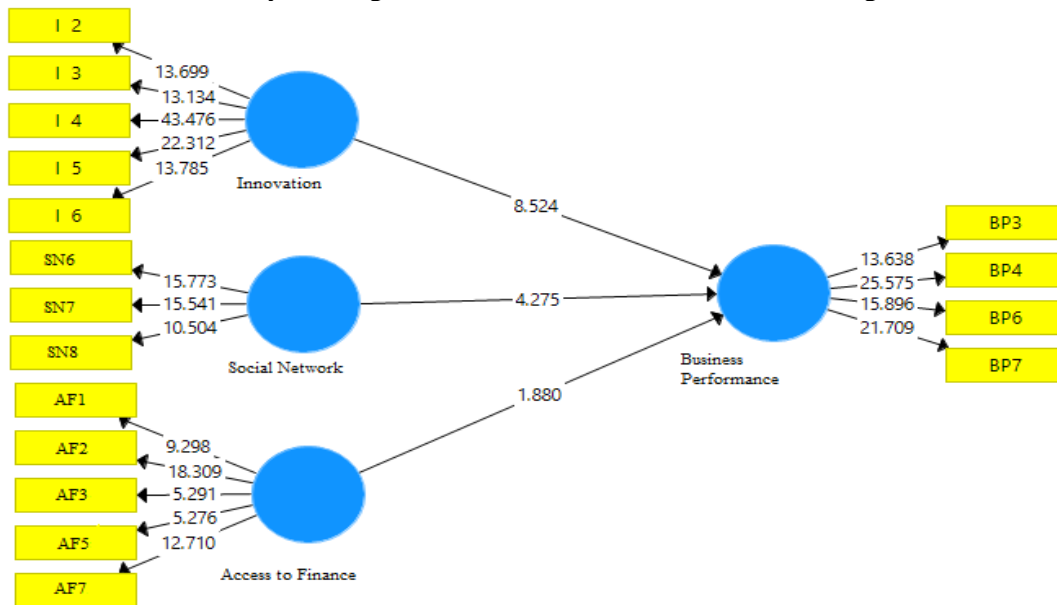 I 2
I 3
I 4
I 5
I 6
13.699
13.134
43.476
22.312
13.785
Innovation
8.524
SN6
SN7
SN8
15.773
15.541
10.504
Social Network
4.275
AF1
AF2
AF3
AF5
AF7
9.298
18.309
5.291
5.276
12.710
Access to Finance
1.880
Business
Performance
13.638
25.575
15.896
21.709
BP3
BP4
BP6
BP7